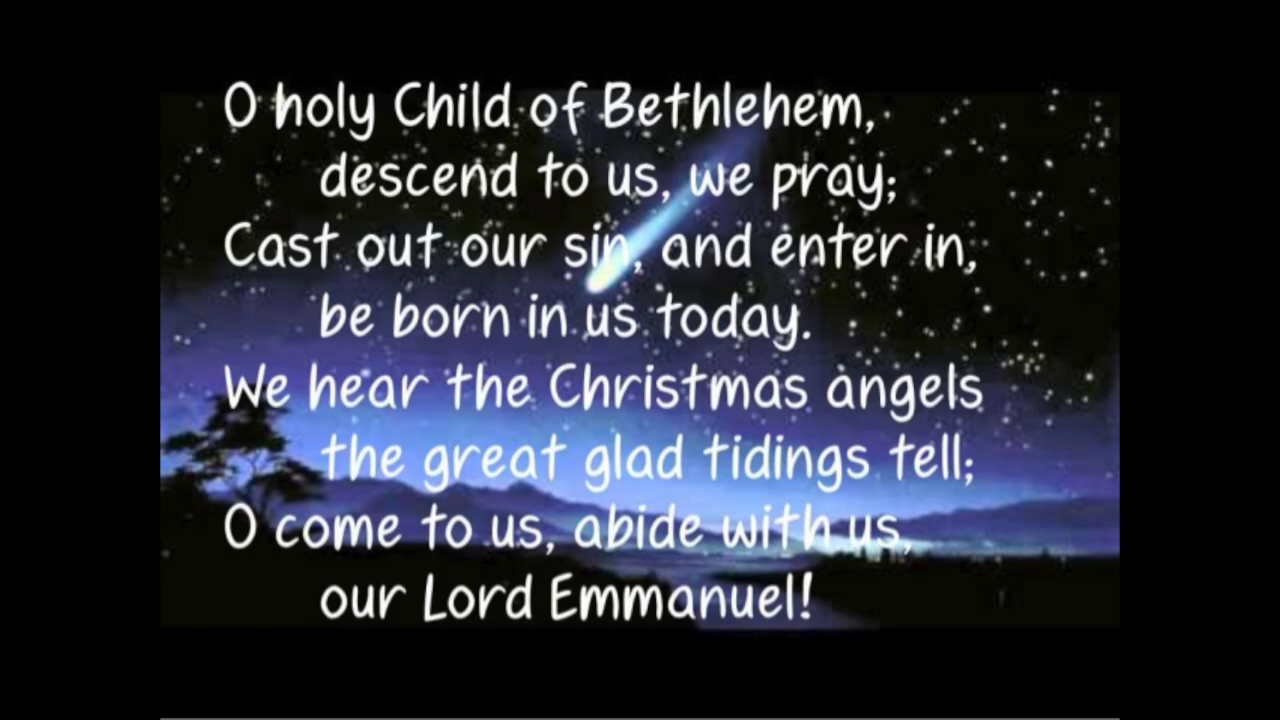 O holy Child of Bethlehem,
descend to us, we pray;
Cast out our sin, and enter in,
be born in us today.
We hear the Christmas angels
the great glad tidings tell;
O come to us, abide with us,
our Lord Emmanuel!